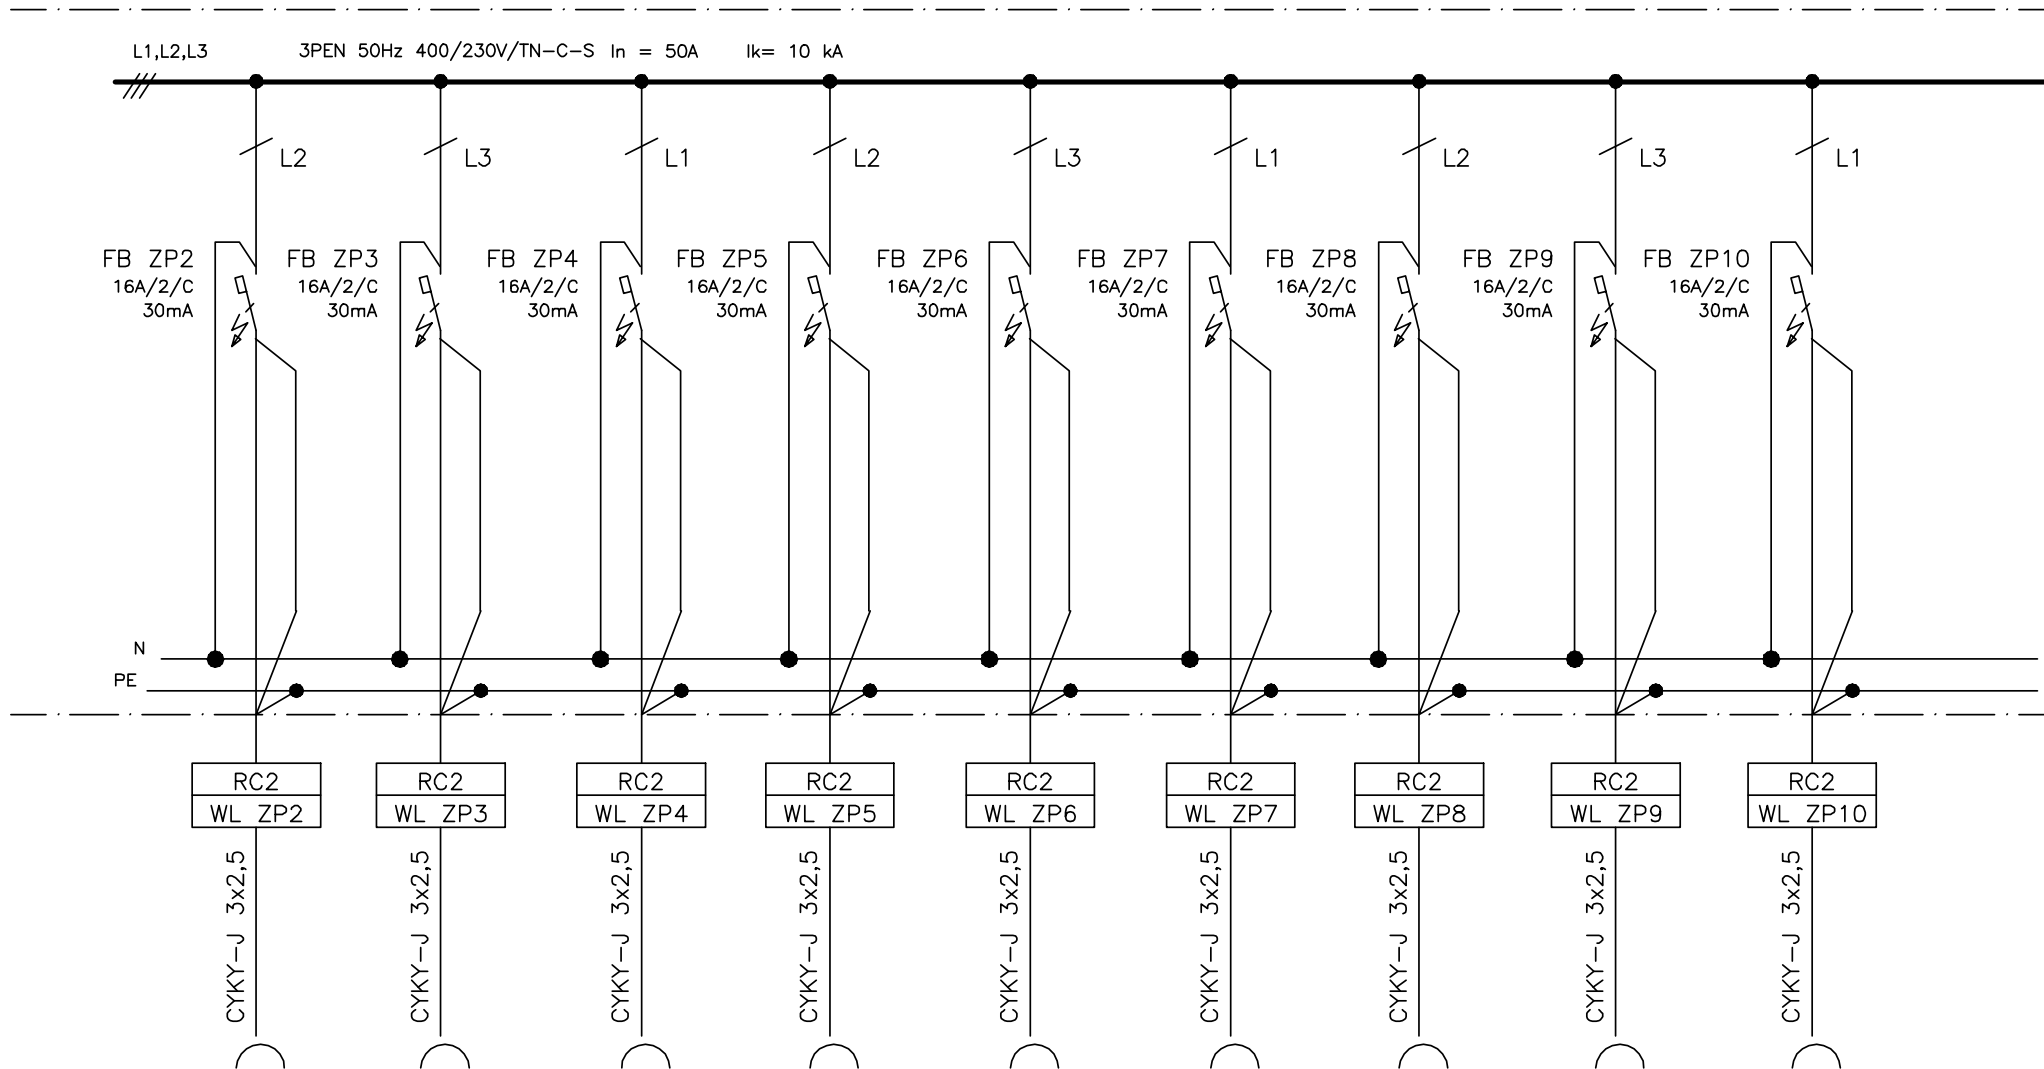 L1,L2,L3 3PEN 50Hz 400/230V/TN-C-S In = 50A Ik= 10 kA
L2 L3 L1 L2 L3 L1 L2 L3 L1
FB ZP2 FB ZP3 FB ZP4 FB ZP5 FB ZP6 FB ZP7 FB ZP8 FB ZP9 FB ZP10
16A/2/C 16A/2/C 16A/2/C 16A/2/C 16A/2/C 16A/2/C 16A/2/C 16A/2/C 16A/2/C
30mA 30mA 30mA 30mA 30mA 30mA 30mA 30mA 30mA
N
PE
RC2 RC2 RC2 RC2 RC2 RC2 RC2 RC2 RC2
WL ZP2 WL ZP3 WL ZP4 WL ZP5 WL ZP6 WL ZP7 WL ZP8 WL ZP9 WL ZP10
CYKY-J 3x2,5
CYKY-J 3x2,5
CYKY-J 3x2,5
CYKY-J 3x2,5
CYKY-J 3x2,5
CYKY-J 3x2,5
CYKY-J 3x2,5
CYKY-J 3x2,5
CYKY-J 3x2,5